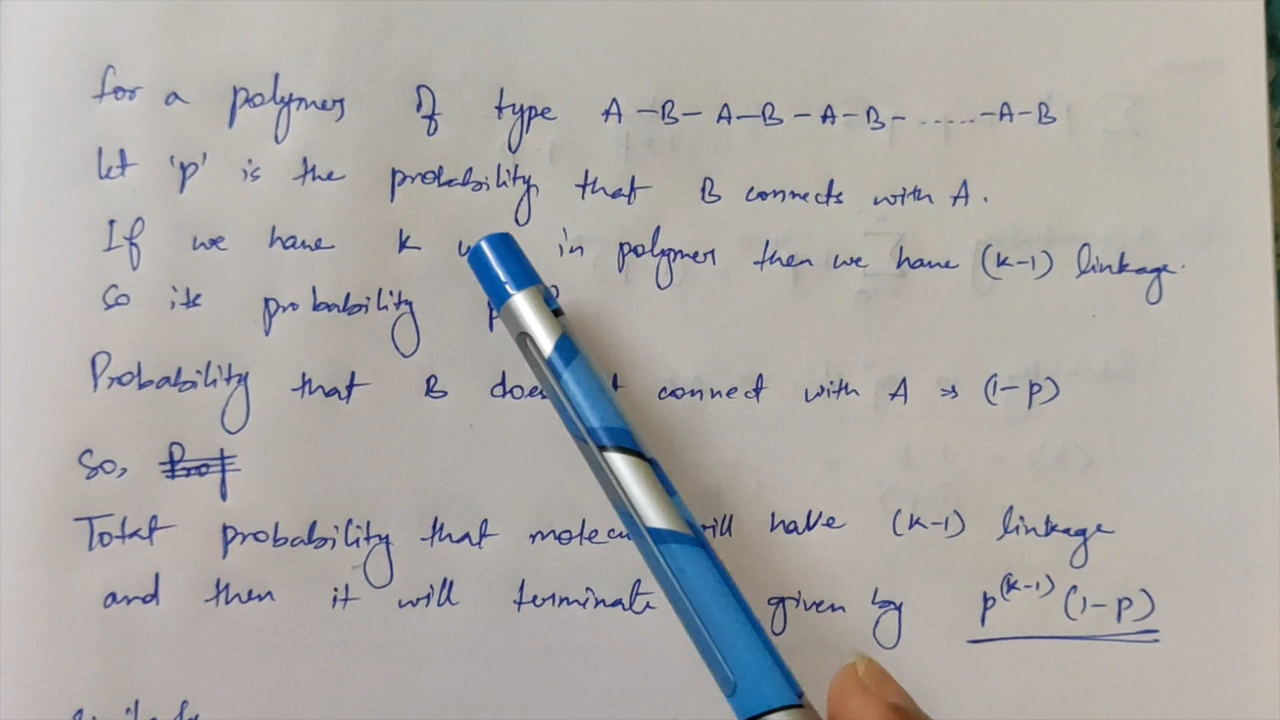 for a polymer of type A-B-A-B-A-B-.....-A-B
let 'p' is the probability that B connects with A.
If we have k in polymer then we have (k-1) linkage.
So its probability
Probability that B connect with A ⇒ (1-p)
So,
Total probability that will have (k-1) linkage
and then it will terminate given by p^(k-1) (1-p)